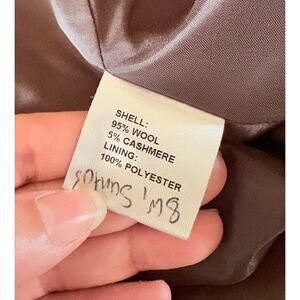 SHELL:
95% WOOL
5% CASHMERE
LINING:
100% POLYESTER